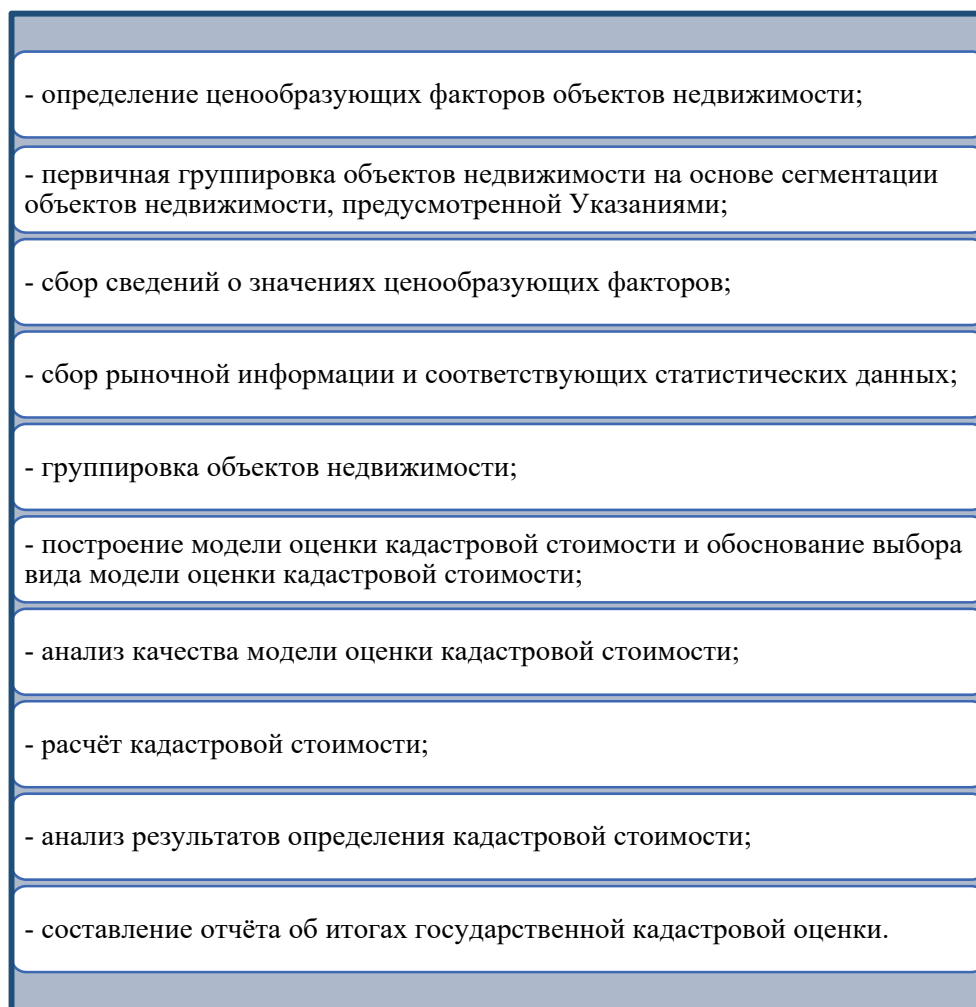 - определение ценообразующих факторов объектов недвижимости;
- первичная группировка объектов недвижимости на основе сегментации
объектов недвижимости, предусмотренной Указаниями;
- сбор сведений о значениях ценообразующих факторов;
- сбор рыночной информации и соответствующих статистических данных;
- группировка объектов недвижимости;
- построение модели оценки кадастровой стоимости и обоснование выбора
вида модели оценки кадастровой стоимости;
- анализ качества модели оценки кадастровой стоимости;
- расчёт кадастровой стоимости;
- анализ результатов определения кадастровой стоимости;
- составление отчёта об итогах государственной кадастровой оценки.